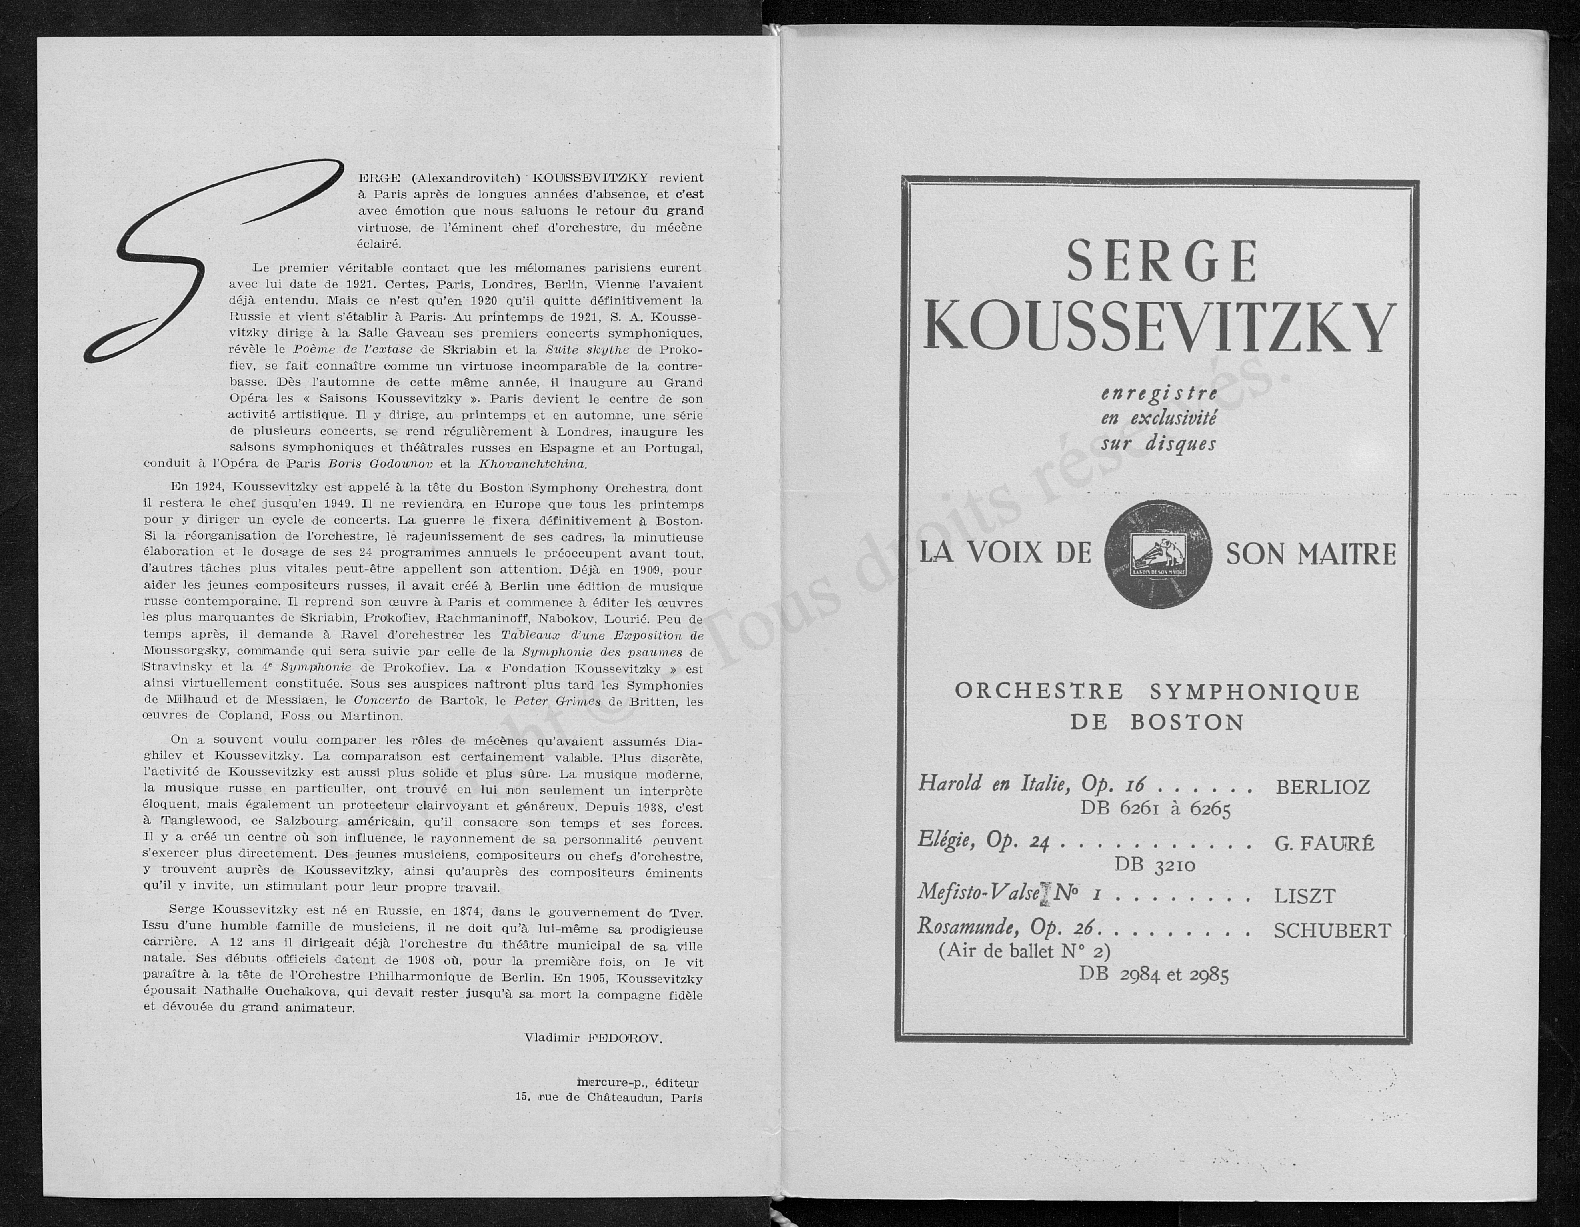 SERGE (Alexandrovitch) KOUSSEVITZKY revient
à Paris après de longues années d'absence, et c'est
avec émotion que nous saluons le retour du grand
virtuose, de l'éminent chef d'orchestre, du mécène
éclairé.
Le premier véritable contact que les mélomanes parisiens eurent
avec lui date de 1921. Certes, Paris, Londres, Berlin, Vienne l'avaient
déjà entendu. Mais ce n'est qu'en 1920 qu'il quitte définitivement la
Russie et vient s'établir à Paris. Au printemps de 1921, S. A. Kousse-
vitzky dirige à la Salle Gaveau ses premiers concerts symphoniques,
révèle le Poème de l'extase de Skriabin et la Suite skythe de Proko-
fiev, se fait connaître comme un virtuose incomparable de la contre-
basse. Dès l'automne de cette même année, il inaugure au Grand
Opéra les « Saisons Koussevitzky ». Paris devient le centre de son
activité artistique. Il y dirige, au printemps et en automne, une série
de plusieurs concerts, se rend régulièrement à Londres, inaugure les
saisons symphoniques et théâtrales russes en Espagne et au Portugal,
conduit à l'Opéra de Paris Boris Godounov et la Khovanchtchina.
En 1924, Koussevitzky est appelé à la tête du Boston Symphony Orchestra dont
il restera le chef jusqu'en 1949. Il ne reviendra en Europe que tous les printemps
pour y diriger un cycle de concerts. La guerre le fixera définitivement à Boston.
Si la réorganisation de l'orchestre, le rajeunissement de ses cadres, la minutieuse
élaboration et le dosage de ses 24 programmes annuels le préoccupent avant tout,
d'autres tâches plus vitales peut-être appellent son attention. Déjà en 1909, pour
aider les jeunes compositeurs russes, il avait créé à Berlin une édition de musique
russe contemporaine. Il reprend son œuvre à Paris et commence à éditer les œuvres
les plus marquantes de Skriabin, Prokofiev, Rachmaninoff, Nabokov, Lourié. Peu de
temps après, il demande à Ravel d'orchestrer les Tableaux d'une Exposition de
Moussorgsky, commande qui sera suivie par celle de la Symphonie des psaumes de
Stravinsky et la 4e Symphonie de Prokofiev. La « Fondation Koussevitzky » est
ainsi virtuellement constituée. Sous ses auspices naîtront plus tard les Symphonies
de Milhaud et de Messiaen, le Concerto de Bartok, le Peter Grimes de Britten, les
œuvres de Copland, Foss ou Martinon.
On a souvent voulu comparer les rôles de mécènes qu'avaient assumés Dia-
ghilev et Koussevitzky. La comparaison est certainement valable. Plus discrète,
l'activité de Koussevitzky est aussi plus solide et plus sûre. La musique moderne,
la musique russe en particulier, ont trouvé en lui non seulement un interprète
éloquent, mais également un protecteur clairvoyant et généreux. Depuis 1938, c'est
à Tanglewood, ce Salzbourg américain, qu'il consacre son temps et ses forces.
Il y a créé un centre où son influence, le rayonnement de sa personnalité peuvent
s'exercer plus directement. Des jeunes musiciens, compositeurs ou chefs d'orchestre,
y trouvent auprès de Koussevitzky, ainsi qu'auprès des compositeurs éminents
qu'il y invite, un stimulant pour leur propre travail.
Serge Koussevitzky est né en Russie, en 1874, dans le gouvernement de Tver.
Issu d'une humble famille de musiciens, il ne doit qu'à lui-même sa prodigieuse
carrière. A 12 ans il dirigeait déjà l'orchestre du théâtre municipal de sa ville
natale. Ses débuts officiels datent de 1908 où, pour la première fois, on le vit
paraître à la tête de l'Orchestre Philharmonique de Berlin. En 1905, Koussevitzky
épousait Nathalie Ouchakova, qui devait rester jusqu'à sa mort la compagne fidèle
et dévouée du grand animateur.
Vladimir FEDOROV.
mercure-p., éditeur
15, rue de Châteaudun, Paris
SERGE
KOUSSEVITZKY
enregistre
en exclusivité
sur disques
LA VOIX DE SON MAITRE
LA VOIX DE SON MAITRE
ORCHESTRE SYMPHONIQUE
DE BOSTON
Harold en Italie, Op. 16 . . . . . . BERLIOZ
DB 6261 à 6265
Elégie, Op. 24 . . . . . . . . . . . G. FAURÉ
DB 3210
Mefisto-Valse N° 1 . . . . . . . . LISZT
Rosamunde, Op. 26. . . . . . . . . SCHUBERT
(Air de ballet N° 2)
DB 2984 et 2985
Copyright © - Tous droits réservés.